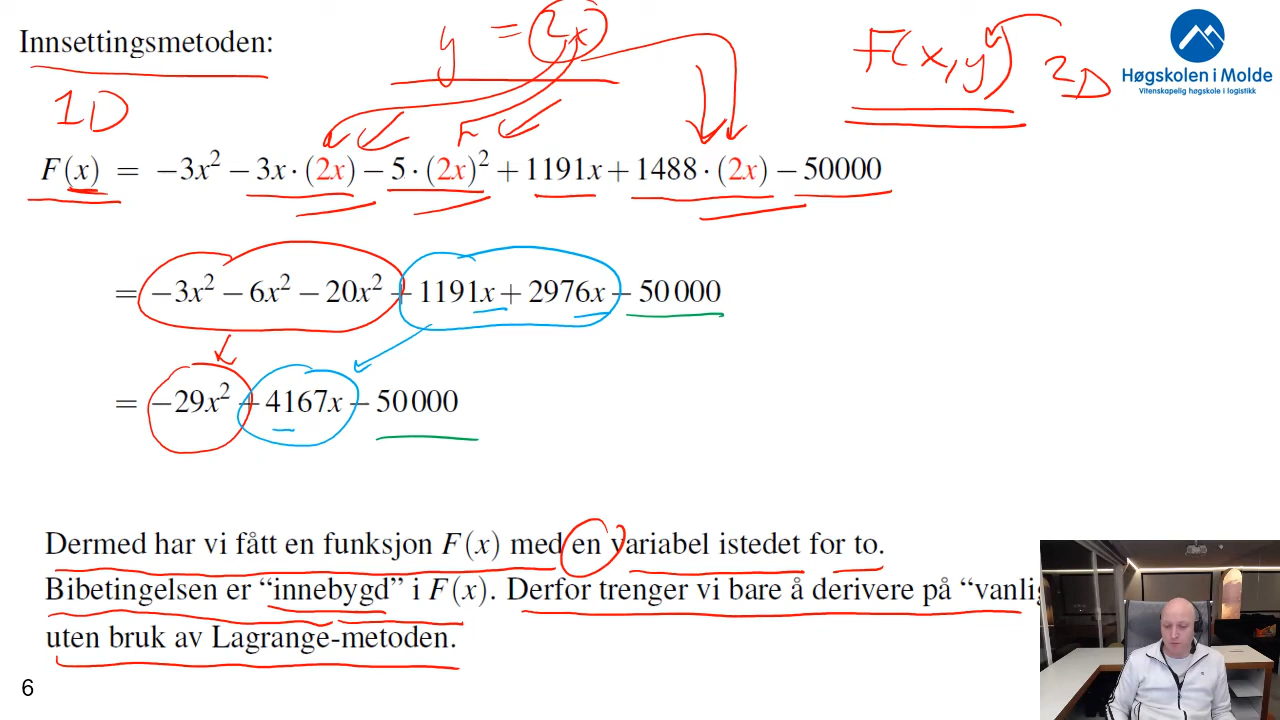 Innsettingsmetoden:
y = 2x
F(x, y) 2D
Høgskolen i Molde
Vitenskapelig høgskole i logistikk
1D
F(x) = −3x² − 3x · (2x) − 5 · (2x)² + 1191x + 1488 · (2x) − 50000
= −3x² − 6x² − 20x² + 1191x + 2976x − 50 000
= −29x² + 4167x − 50 000
Dermed har vi fått en funksjon F(x) med en variabel istedet for to.
Bibetingelsen er “innebygd” i F(x). Derfor trenger vi bare å derivere på “vanlig
uten bruk av Lagrange-metoden.
6